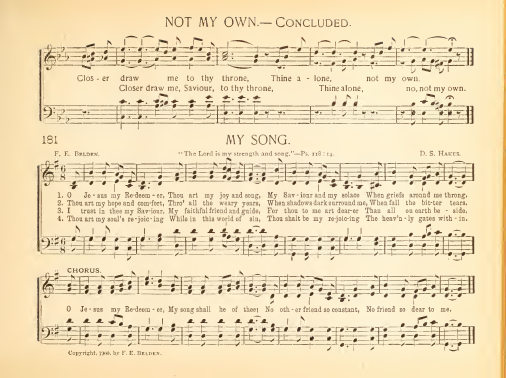 NOT MY OWN.—CONCLUDED.
Clos - er draw me to thy throne, Thine a - lone, not my own.
Closer draw me, Saviour, to thy throne, Thine alone, no, not my own.
181 MY SONG.
F. E. BELDEN. "The Lord is my strength and song."—Ps. 118:14. D. S. HAKES.
1. O Je - sus my Redeem - er, Thou art my joy and song, My Sav - iour and my solace When griefs around me throng.
2. Thou art my hope and comfort, Thro' all the weary years, When shadows dark surround me, When fall the bit - ter tears.
3. I trust in thee my Sav - iour, My faithful friend and guide, For thou to me art dear - er Than all on earth be - side.
4. Thou art my soul's re - joic - ing While in this world of sin, Thou shalt be my re - joic - ing The heav'n - ly gates with - in.
CHORUS.
O Je - sus my Re - deem - er, My song shall be of thee; No oth - er friend so constant, No friend so dear to me.
Copyright, 1900, by F. E. BELDEN.